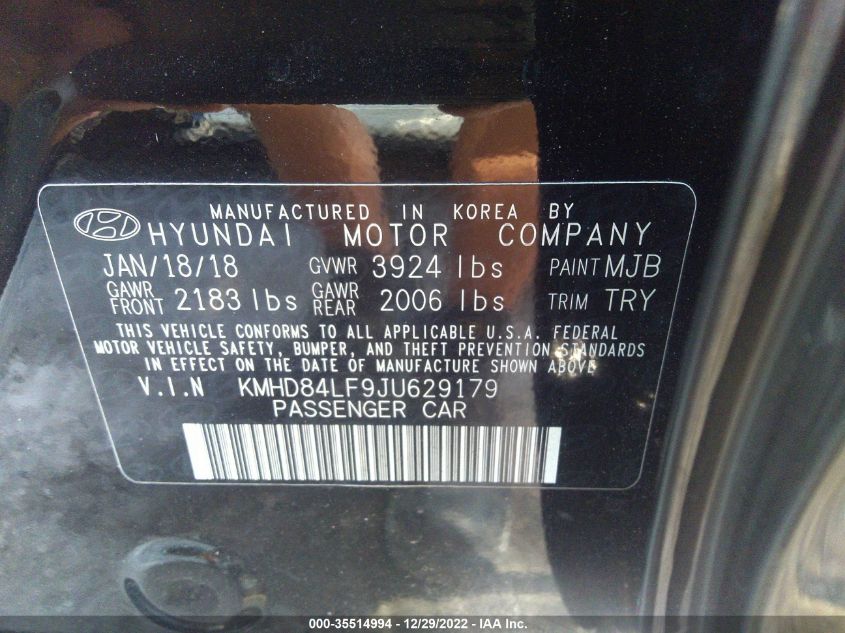 MANUFACTURED IN KOREA BY
HYUNDAI MOTOR COMPANY
JAN/18/18 GVWR 3924 lbs PAINT MJB
GAWR FRONT 2183 lbs GAWR REAR 2006 lbs TRIM TRY
THIS VEHICLE CONFORMS TO ALL APPLICABLE U.S.A. FEDERAL
MOTOR VEHICLE SAFETY, BUMPER, AND THEFT PREVENTION STANDARDS
IN EFFECT ON THE DATE OF MANUFACTURE SHOWN ABOVE
V.I.N KMHD84LF9JU629179
PASSENGER CAR
000-35514994 - 12/29/2022 - IAA Inc.